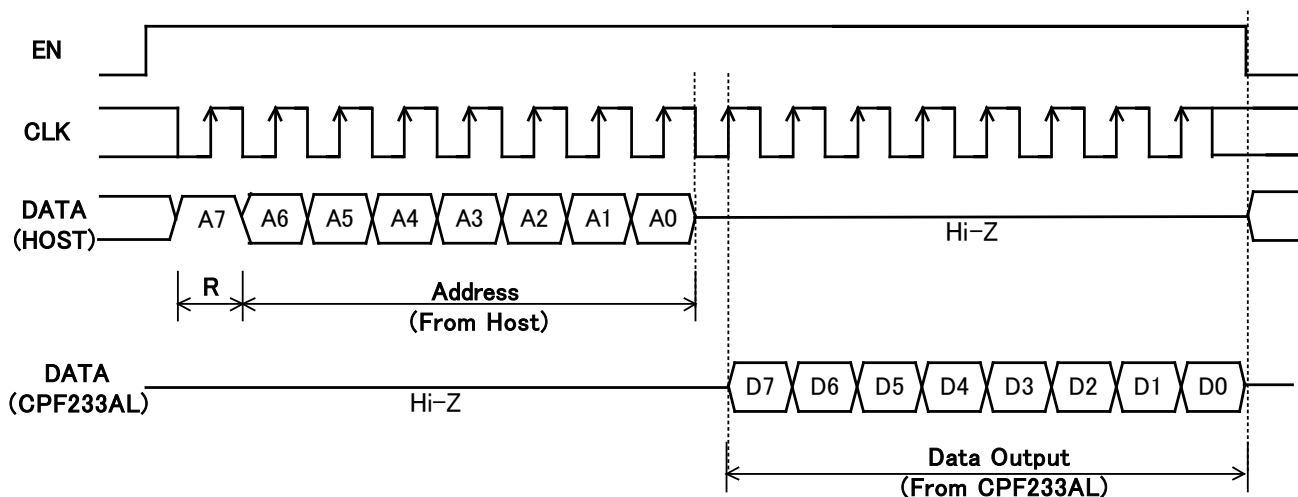 EN
CLK
DATA
(HOST)
A7 A6 A5 A4 A3 A2 A1 A0
Hi-Z
R
Address
(From Host)
DATA
(CPF233AL)
Hi-Z
D7 D6 D5 D4 D3 D2 D1 D0
Data Output
(From CPF233AL)